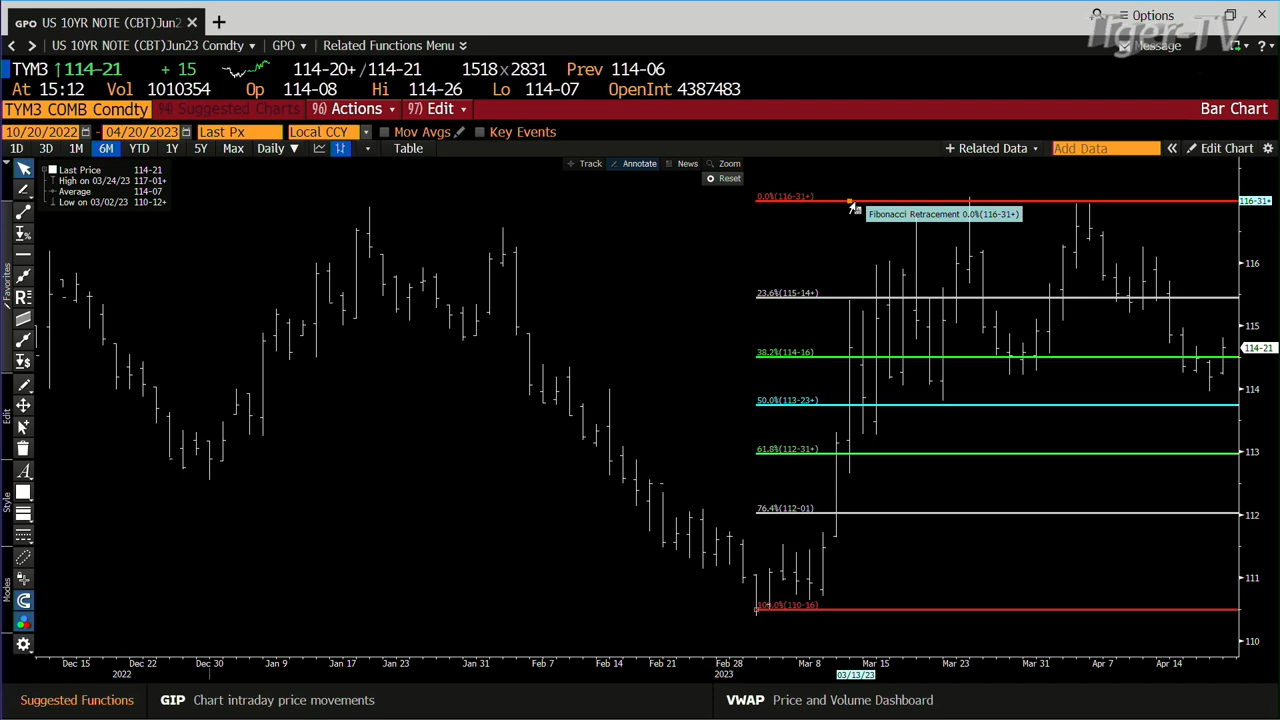 GPO US 10YR NOTE (CBT)Jun2 × +
Options
Tiger-TV
US 10YR NOTE (CBT)Jun23 Comdty GPO Related Functions Menu
Message
TYM3 ↑114-21 + 15 114-20+/114-21 1518x2831 Prev 114-06
At 15:12 Vol 1010354 Op 114-08 Hi 114-26 Lo 114-07 OpenInt 4387483
TYM3 COMB Comdty 94) Suggested Charts 96) Actions 97) Edit Bar Chart
10/20/2022 - 04/20/2023 Last Px Local CCY Mov Avgs Key Events
1D 3D 1M 6M YTD 1Y 5Y Max Daily ▼ Table + Related Data Add Data « Edit Chart
Track Annotate News Zoom
Reset
Last Price 114-21
High on 03/24/23 117-01+
Average 114-07
Low on 03/02/23 110-12+
0.0%(116-31+)
116-31+
Fibonacci Retracement 0.0%(116-31+)
116
23.6%(115-14+)
115
114-21
38.2%(114-16)
114
50.0%(113-23+)
61.8%(112-31+)
113
76.4%(112-01)
112
111
100.0%(110-16)
110
Favorites
Edit
Style
Modes
Dec 15 Dec 22 Dec 30 Jan 9 Jan 17 Jan 23 Jan 31 Feb 7 Feb 14 Feb 21 Feb 28 Mar 8 Mar 15 Mar 23 Mar 31 Apr 7 Apr 14
2022 2023 03/13/23
Suggested Functions GIP Chart intraday price movements VWAP Price and Volume Dashboard